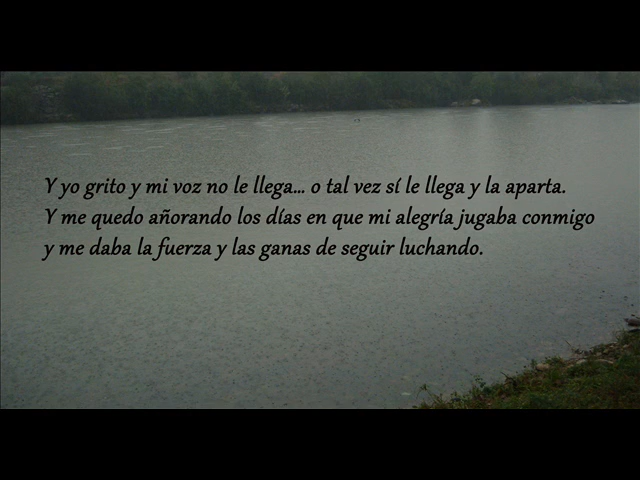 Y yo grito y mi voz no le llega... o tal vez sí le llega y la aparta.
Y me quedo añorando los días en que mi alegría jugaba conmigo
y me daba la fuerza y las ganas de seguir luchando.